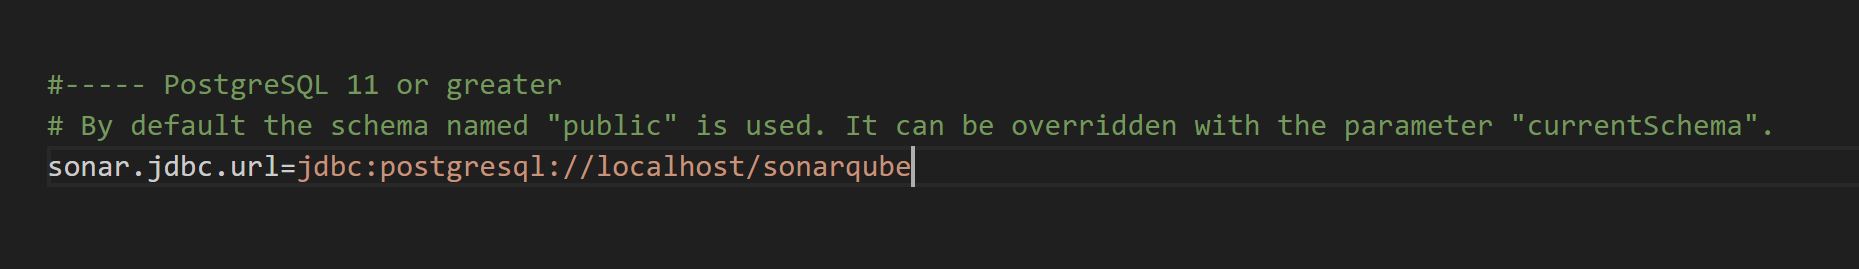 #----- PostgreSQL 11 or greater
# By default the schema named "public" is used. It can be overridden with the parameter "currentSchema".
sonar.jdbc.url=jdbc:postgresql://localhost/sonarqube